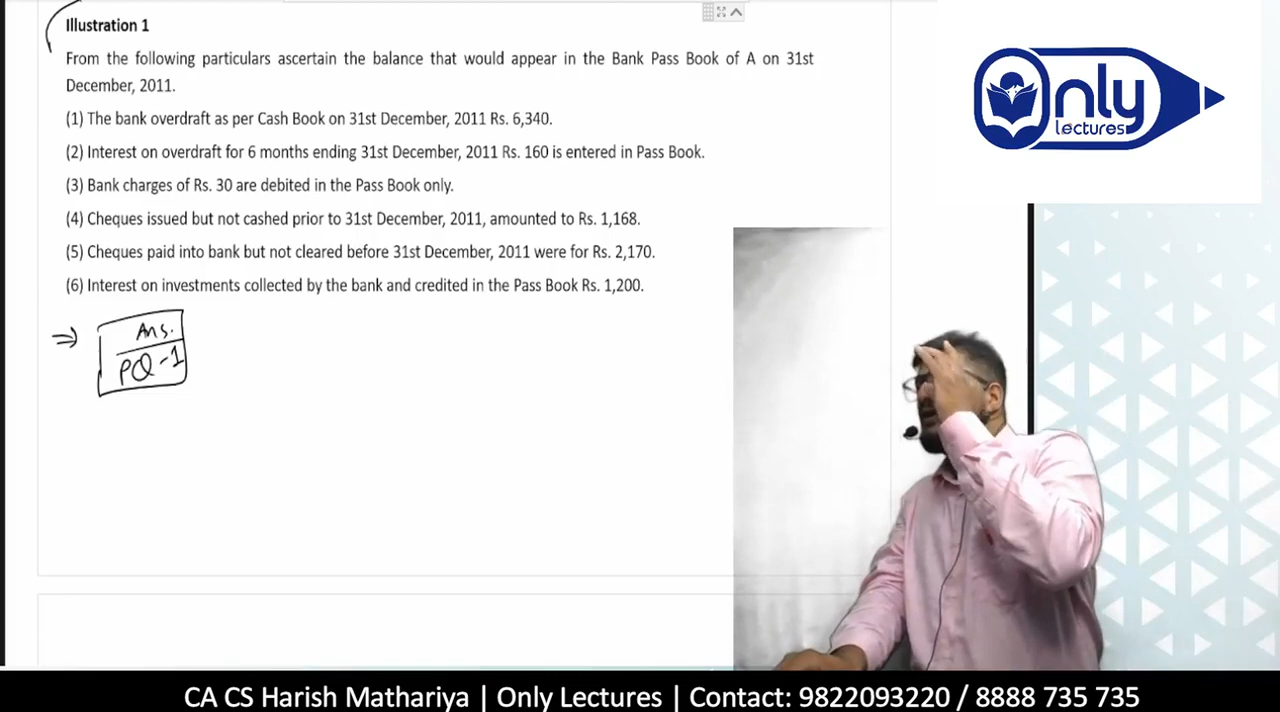 Illustration 1
From the following particulars ascertain the balance that would appear in the Bank Pass Book of A on 31st
December, 2011.
(1) The bank overdraft as per Cash Book on 31st December, 2011 Rs. 6,340.
(2) Interest on overdraft for 6 months ending 31st December, 2011 Rs. 160 is entered in Pass Book.
(3) Bank charges of Rs. 30 are debited in the Pass Book only.
(4) Cheques issued but not cashed prior to 31st December, 2011, amounted to Rs. 1,168.
(5) Cheques paid into bank but not cleared before 31st December, 2011 were for Rs. 2,170.
(6) Interest on investments collected by the bank and credited in the Pass Book Rs. 1,200.
⇒ Ans.
PQ-1
Only
lectures
CA CS Harish Mathariya | Only Lectures | Contact: 9822093220 / 8888 735 735